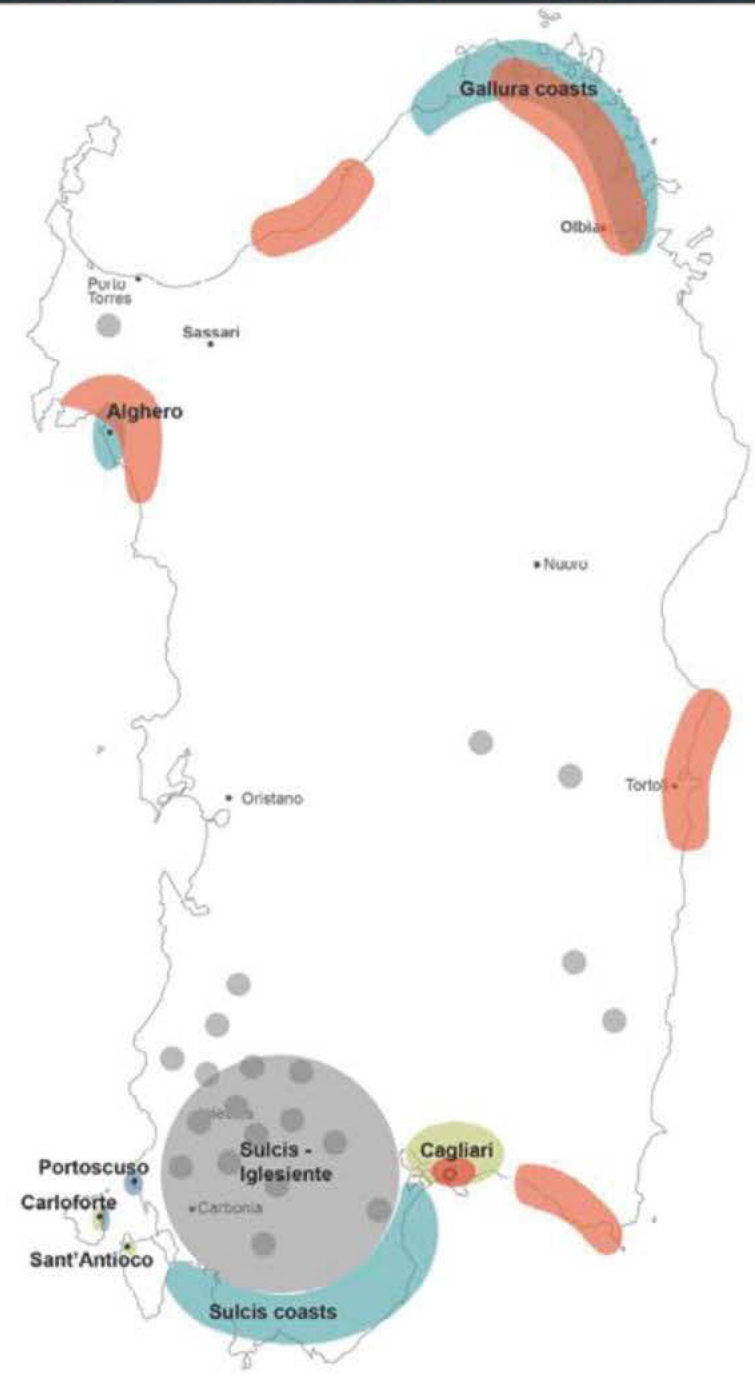 Gallura coasts
Olbia
Porto
Torres
Sassari
Alghero
Nuoro
Tortolì
Oristano
Cagliari
Sulcis -
Iglesiente
Portoscuso
Carloforte
Carbonia
Sant'Antioco
Sulcis coasts